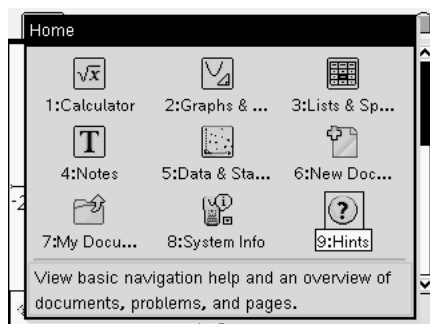 Home
√x
1:Calculator 2:Graphs & ... 3:Lists & Sp...
T
4:Notes 5:Data & Sta... 6:New Doc...
?
7:My Docu... 8:System Info 9:Hints
View basic navigation help and an overview of
documents, problems, and pages.
-2